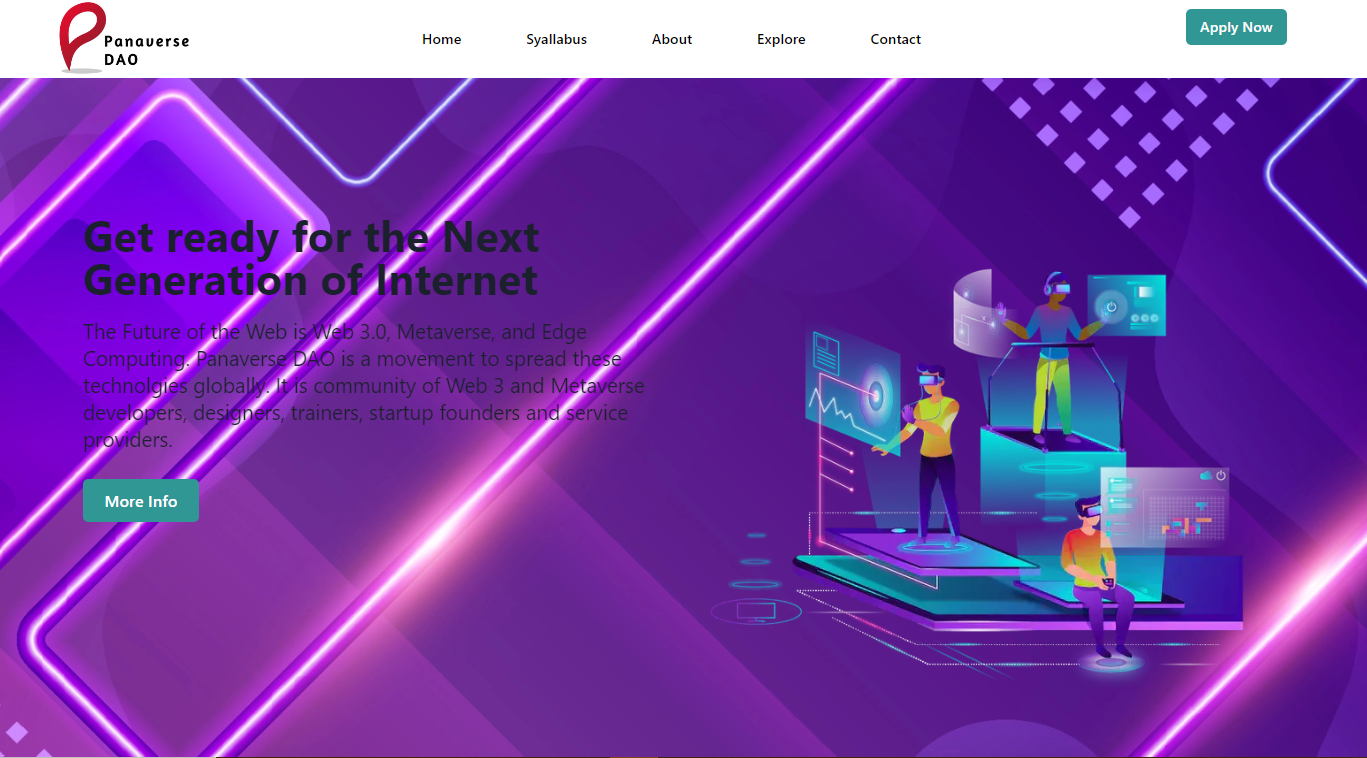 Panaverse
DAO
Home
Syallabus
About
Explore
Contact
Apply Now
Get ready for the Next
Generation of Internet
The Future of the Web is Web 3.0, Metaverse, and Edge
Computing. Panaverse DAO is a movement to spread these
technolgies globally. It is community of Web 3 and Metaverse
developers, designers, trainers, startup founders and service
providers.
More Info